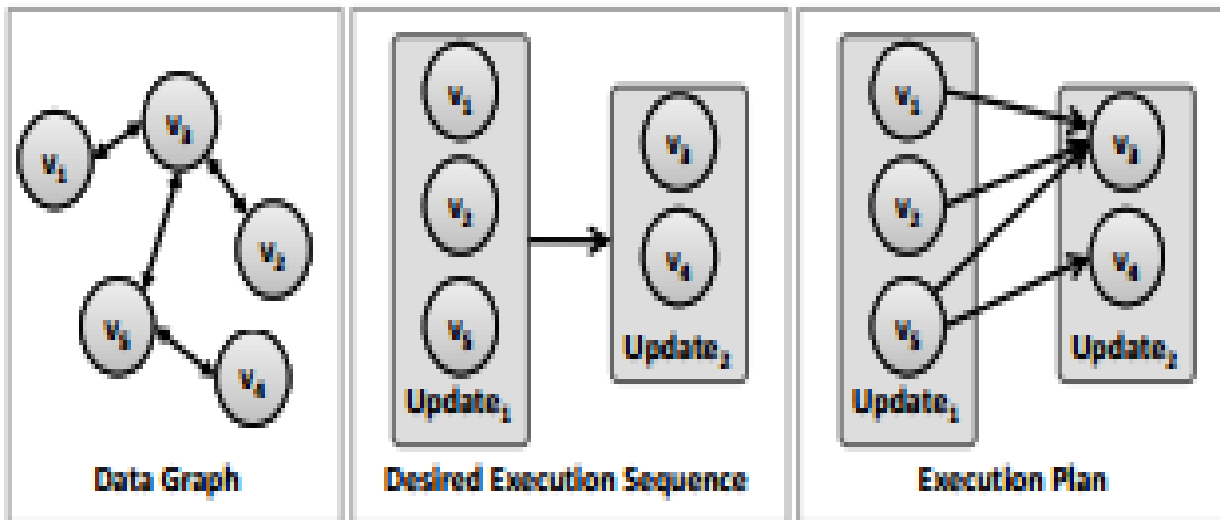 v₁
v₃
v₂
v₅
v₄
Data Graph
v₁
v₂
v₅
Update₁
v₃
v₄
Update₂
Desired Execution Sequence
v₁
v₂
v₅
Update₁
v₃
v₄
Update₂
Execution Plan